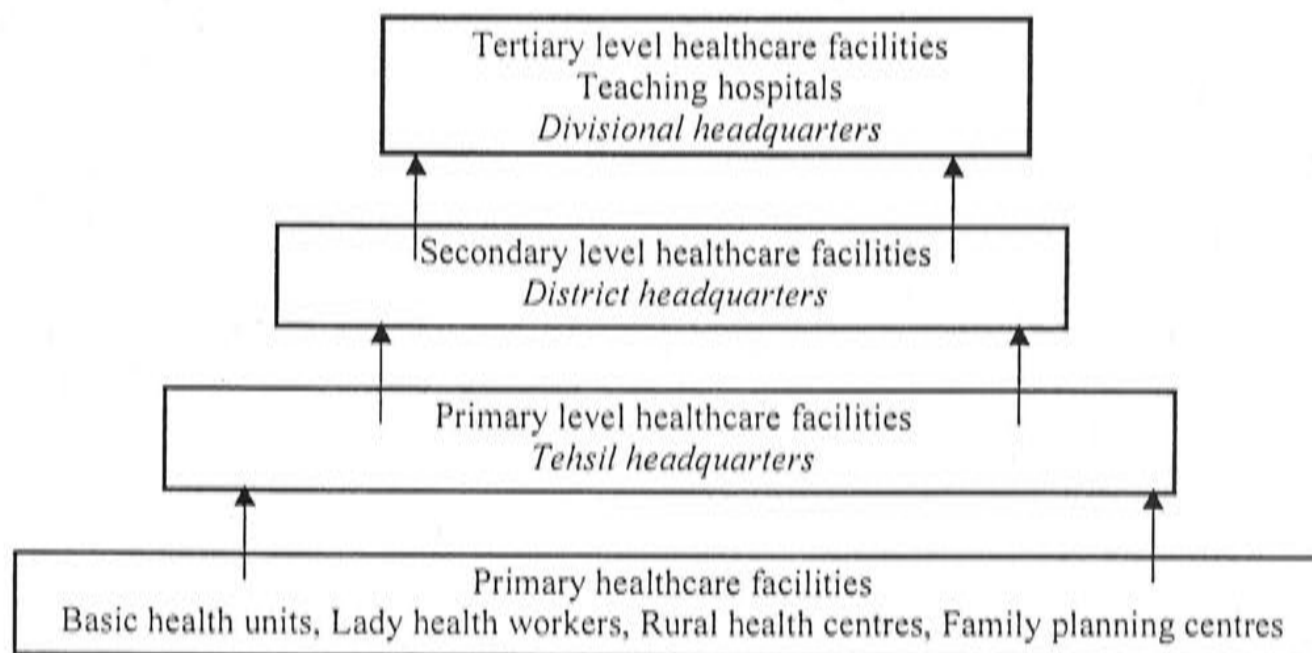 Tertiary level healthcare facilities
Teaching hospitals
Divisional headquarters
Secondary level healthcare facilities
District headquarters
Primary level healthcare facilities
Tehsil headquarters
Primary healthcare facilities
Basic health units, Lady health workers, Rural health centres, Family planning centres